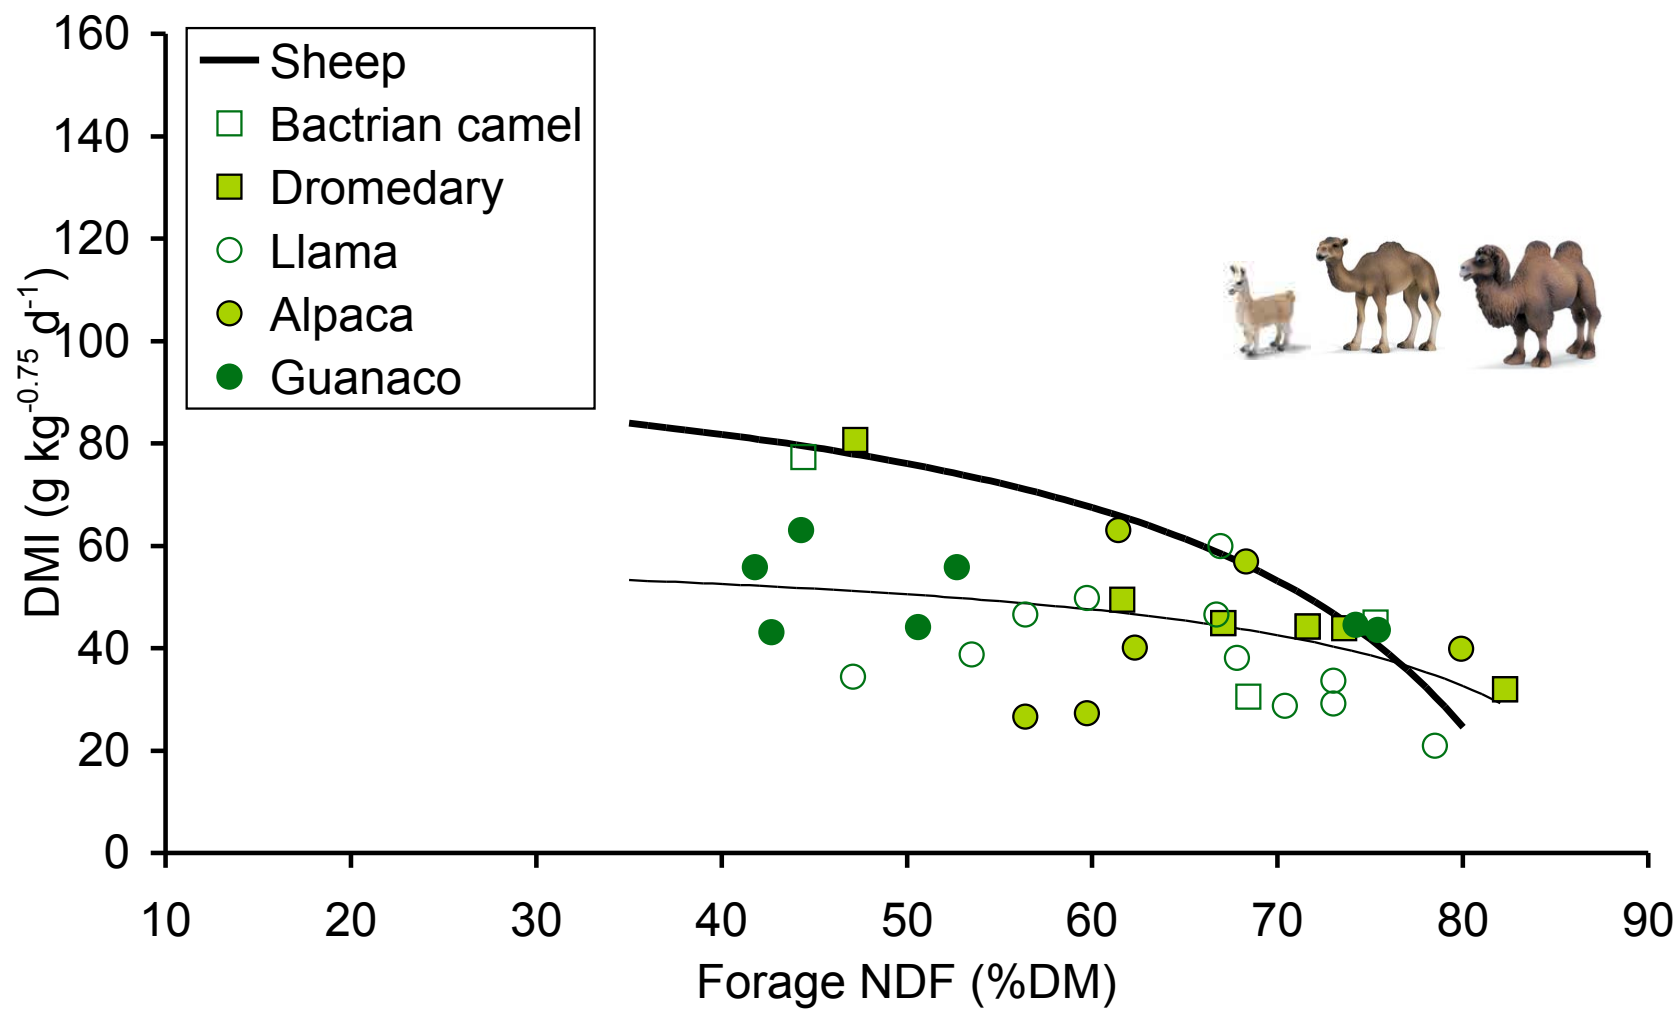 160
140
120
100
80
60
40
20
0
DMI (g kg-0.75 d-1)
Sheep
Bactrian camel
Dromedary
Llama
Alpaca
Guanaco
10 20 30 40 50 60 70 80 90
Forage NDF (%DM)